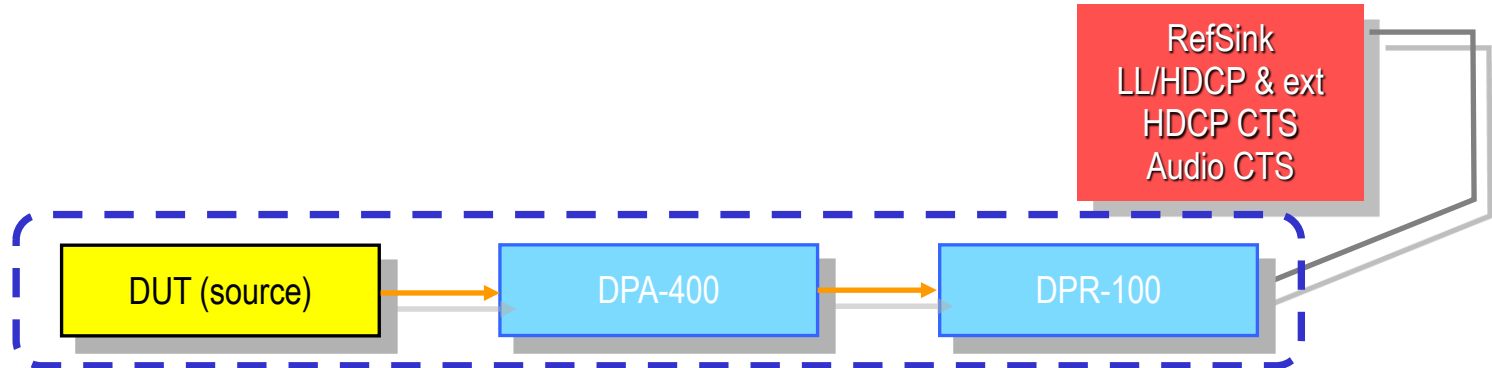 RefSink
LL/HDCP & ext
HDCP CTS
Audio CTS
DUT (source)
DPA-400
DPR-100